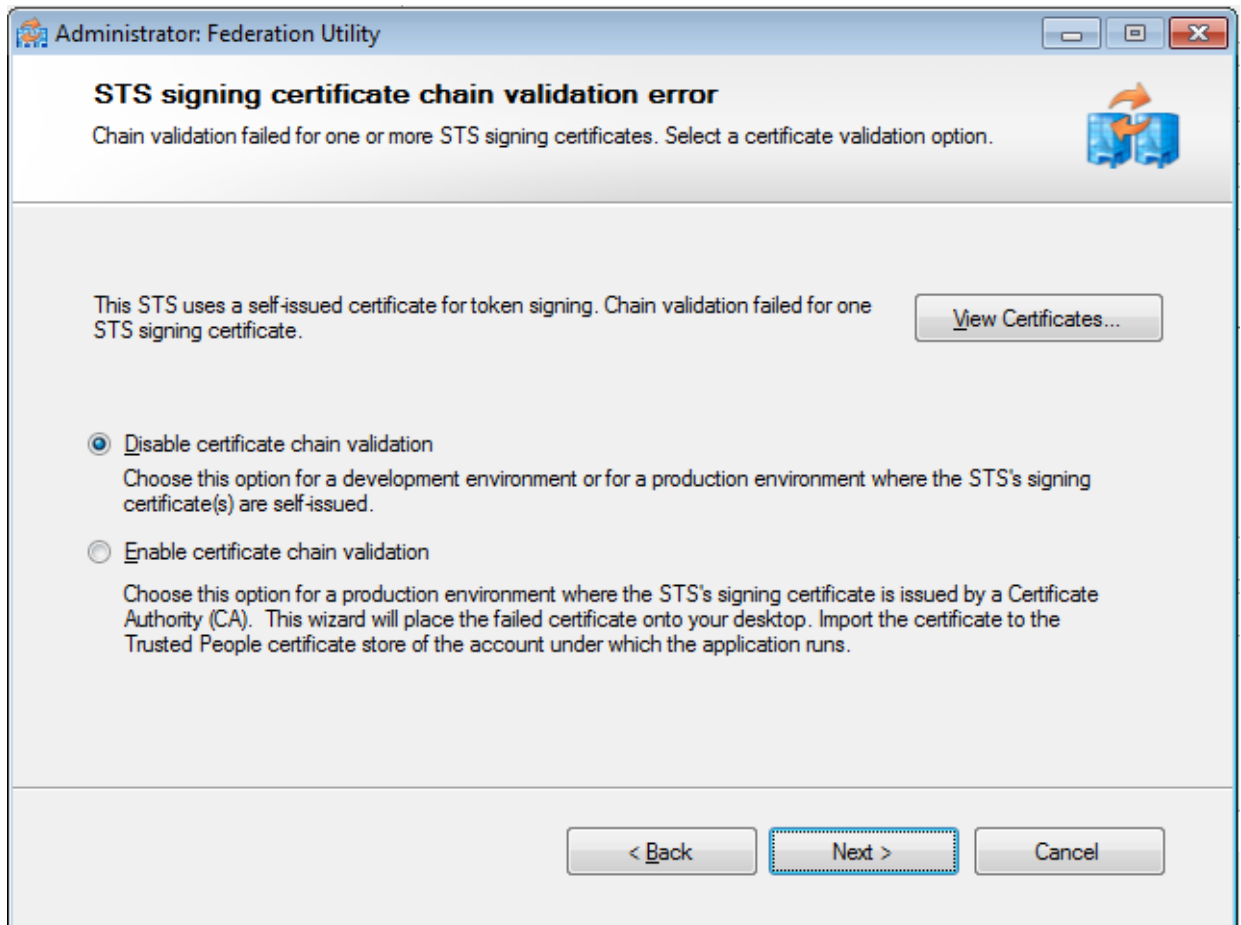 Administrator: Federation Utility
STS signing certificate chain validation error
Chain validation failed for one or more STS signing certificates. Select a certificate validation option.
This STS uses a self-issued certificate for token signing. Chain validation failed for one
STS signing certificate.
View Certificates...
Disable certificate chain validation
Choose this option for a development environment or for a production environment where the STS's signing
certificate(s) are self-issued.
Enable certificate chain validation
Choose this option for a production environment where the STS's signing certificate is issued by a Certificate
Authority (CA).  This wizard will place the failed certificate onto your desktop. Import the certificate to the
Trusted People certificate store of the account under which the application runs.
< Back
Next >
Cancel